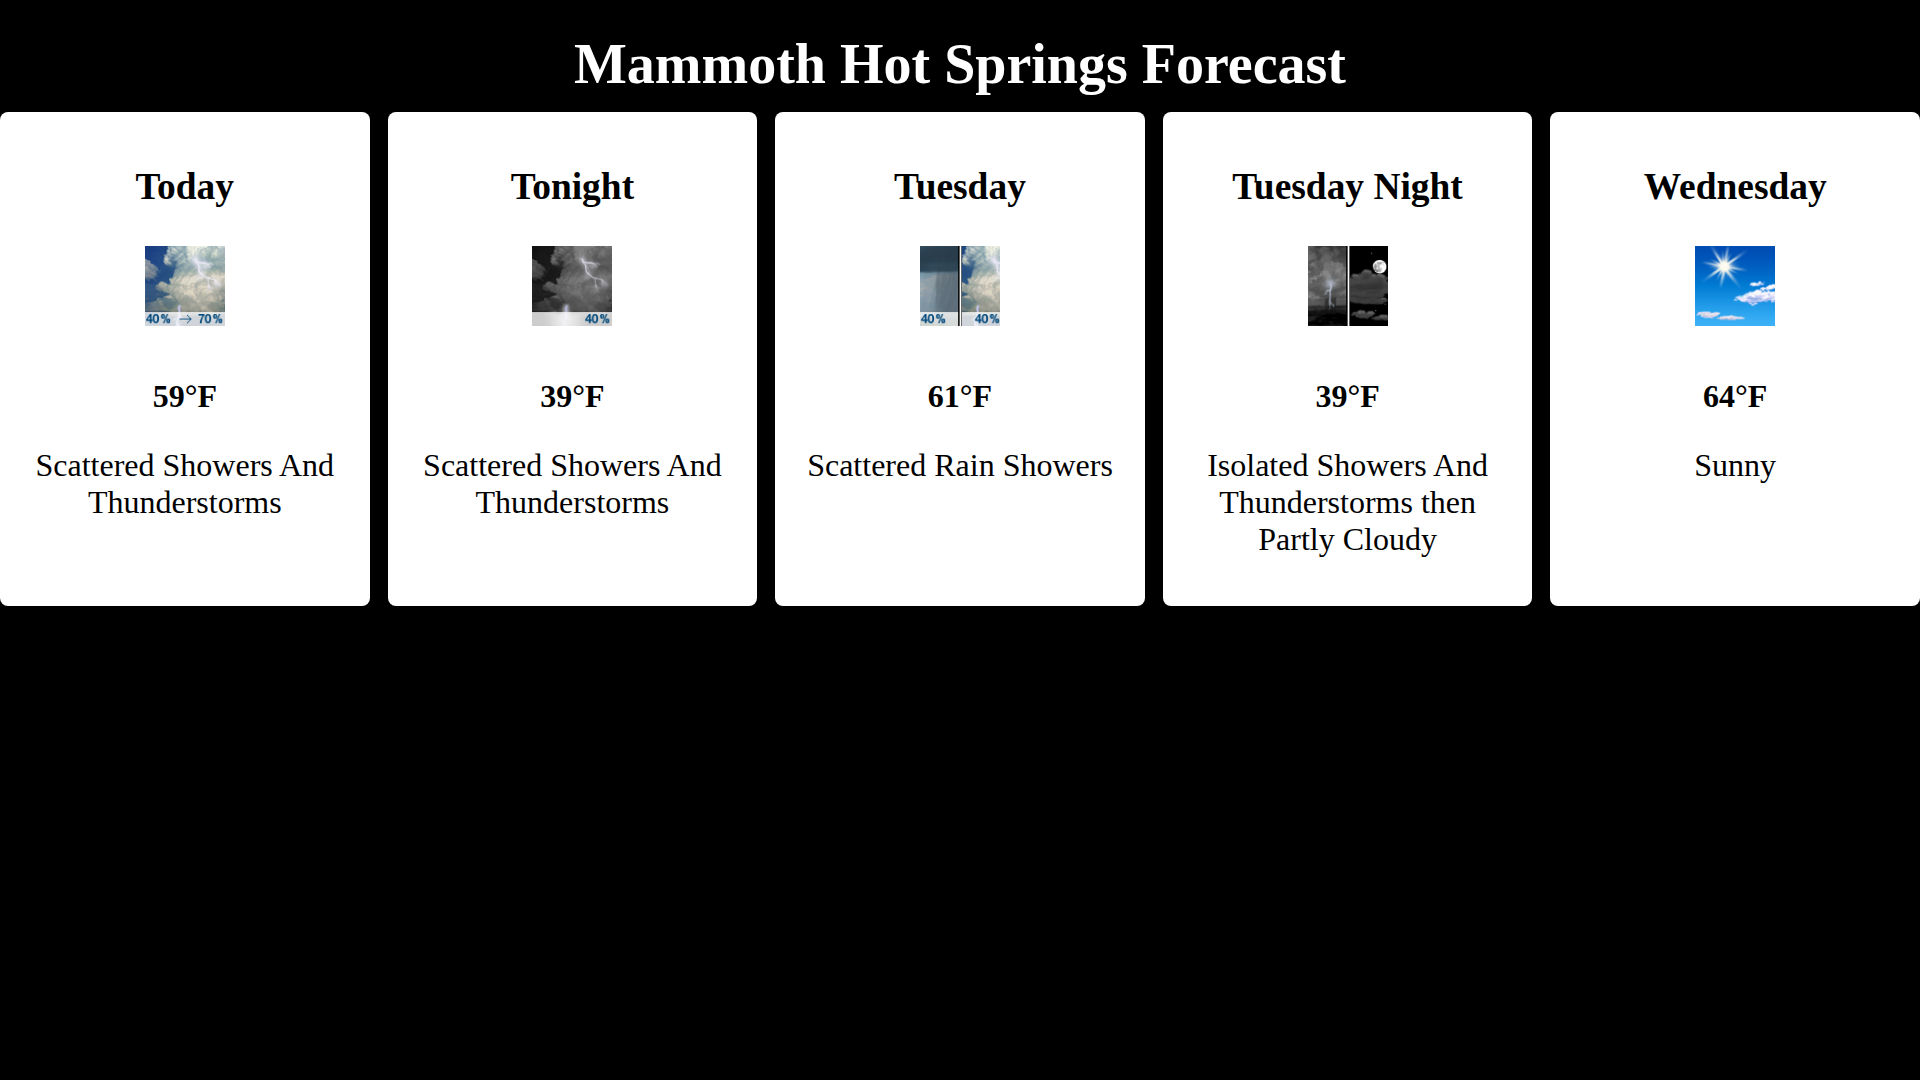 Mammoth Hot Springs Forecast
Today
40% → 70%
59°F
Scattered Showers And
Thunderstorms
Tonight
40%
39°F
Scattered Showers And
Thunderstorms
Tuesday
40% 40%
61°F
Scattered Rain Showers
Tuesday Night
39°F
Isolated Showers And
Thunderstorms then
Partly Cloudy
Wednesday
64°F
Sunny